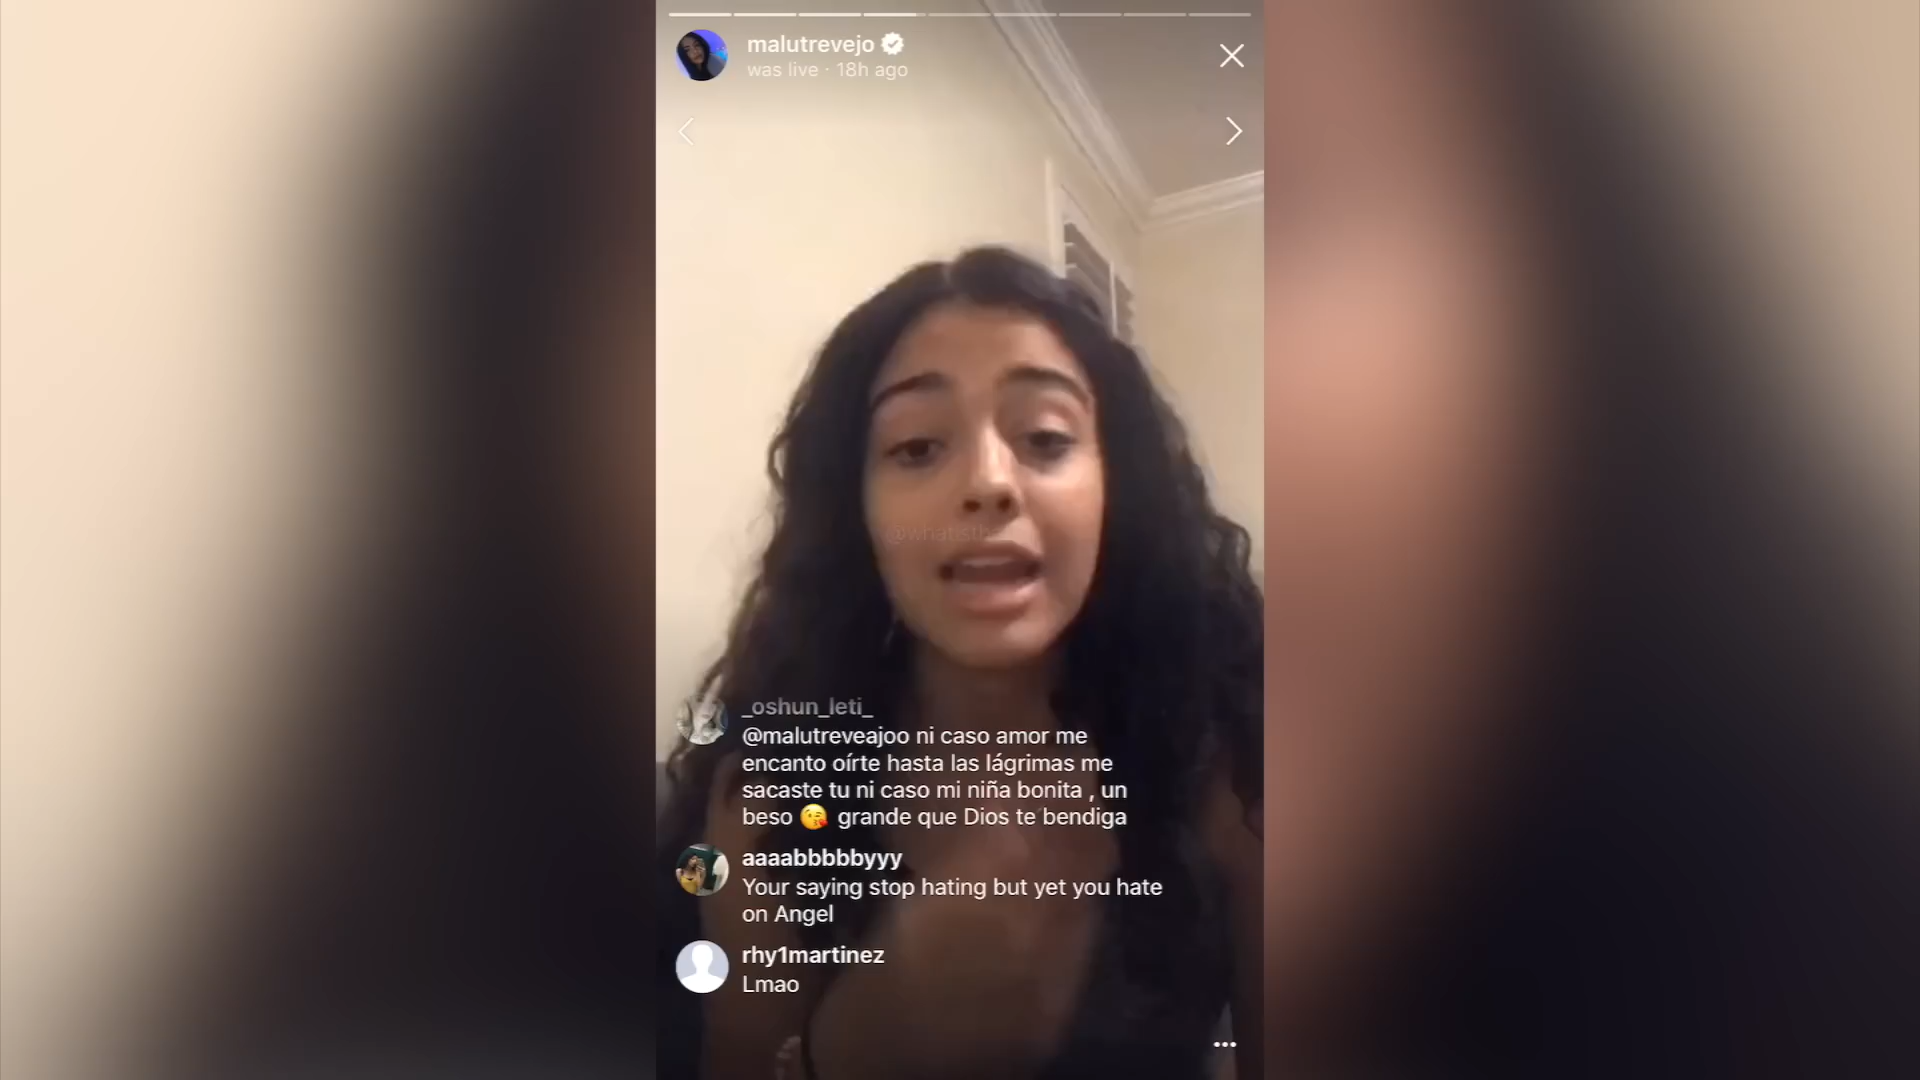 malutrevejo
was live · 18h ago
_oshun_leti_
@malutreveajoo ni caso amor me
encanto oírte hasta las lágrimas me
sacaste tu ni caso mi niña bonita , un
beso 😘 grande que Dios te bendiga
aaaabbbbbyyy
Your saying stop hating but yet you hate
on Angel
rhy1martinez
Lmao